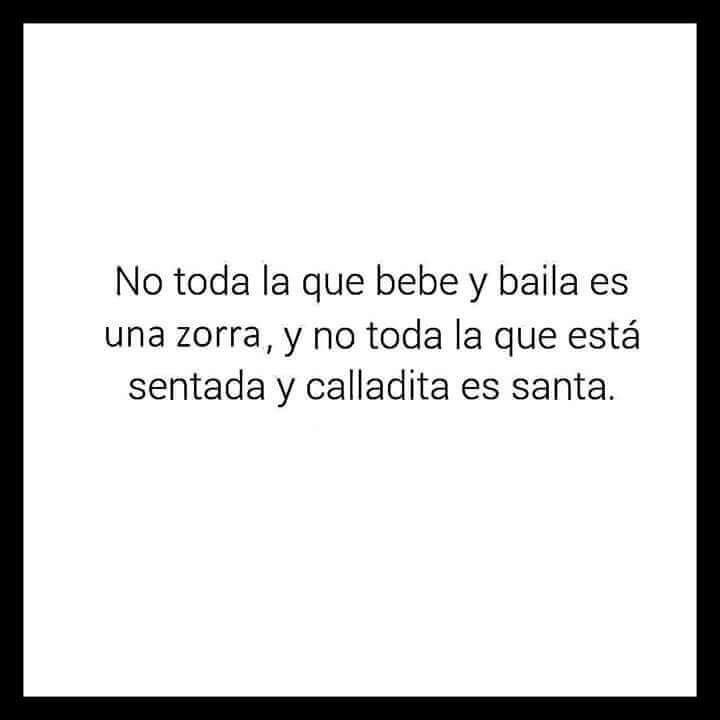 No toda la que bebe y baila es
una zorra, y no toda la que está
sentada y calladita es santa.